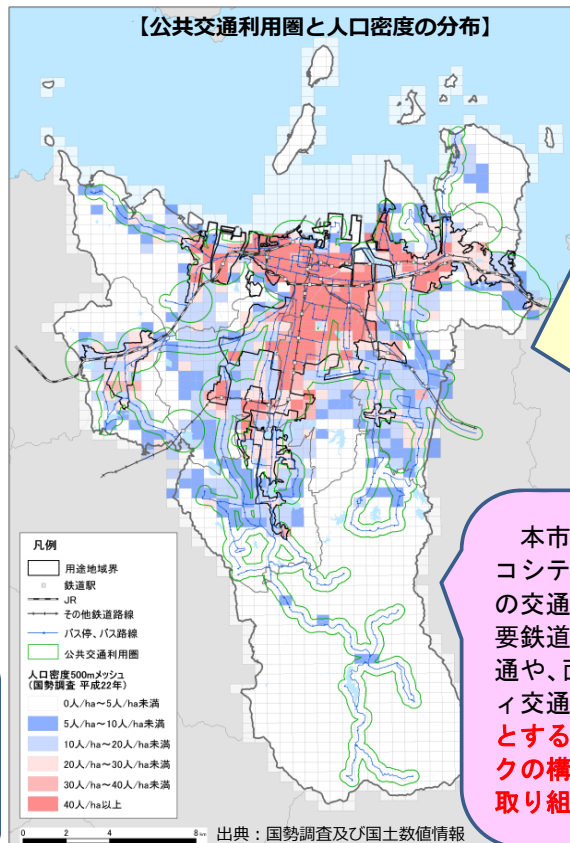 【公共交通利用圏と人口密度の分布】
凡例
用途地域界
鉄道駅
JR
その他鉄道路線
バス停、バス路線
公共交通利用圏
人口密度500mメッシュ
(国勢調査 平成22年)
0人/ha～5人/ha未満
5人/ha～10人/ha未満
10人/ha～20人/ha未満
20人/ha～30人/ha未満
30人/ha～40人/ha未満
40人/ha以上
0 2 4 8 km
出典：国勢調査及び国土数値情報
本市
コシテ
の交通
要鉄道
通や、面
ィ交通
とする
クの構
取り組